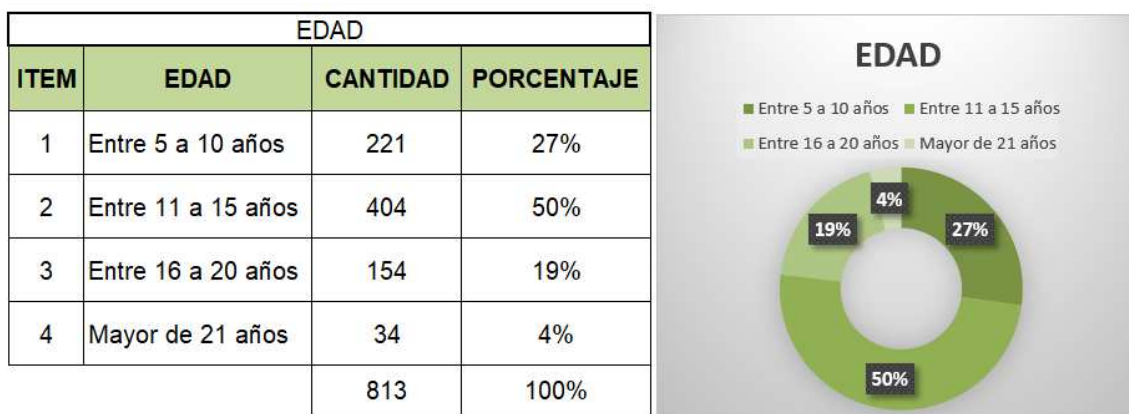 EDAD
ITEM EDAD CANTIDAD PORCENTAJE
1 Entre 5 a 10 años 221 27%
2 Entre 11 a 15 años 404 50%
3 Entre 16 a 20 años 154 19%
4 Mayor de 21 años 34 4%
813 100%
EDAD
Entre 5 a 10 años Entre 11 a 15 años
Entre 16 a 20 años Mayor de 21 años
4%
19% 27%
50%